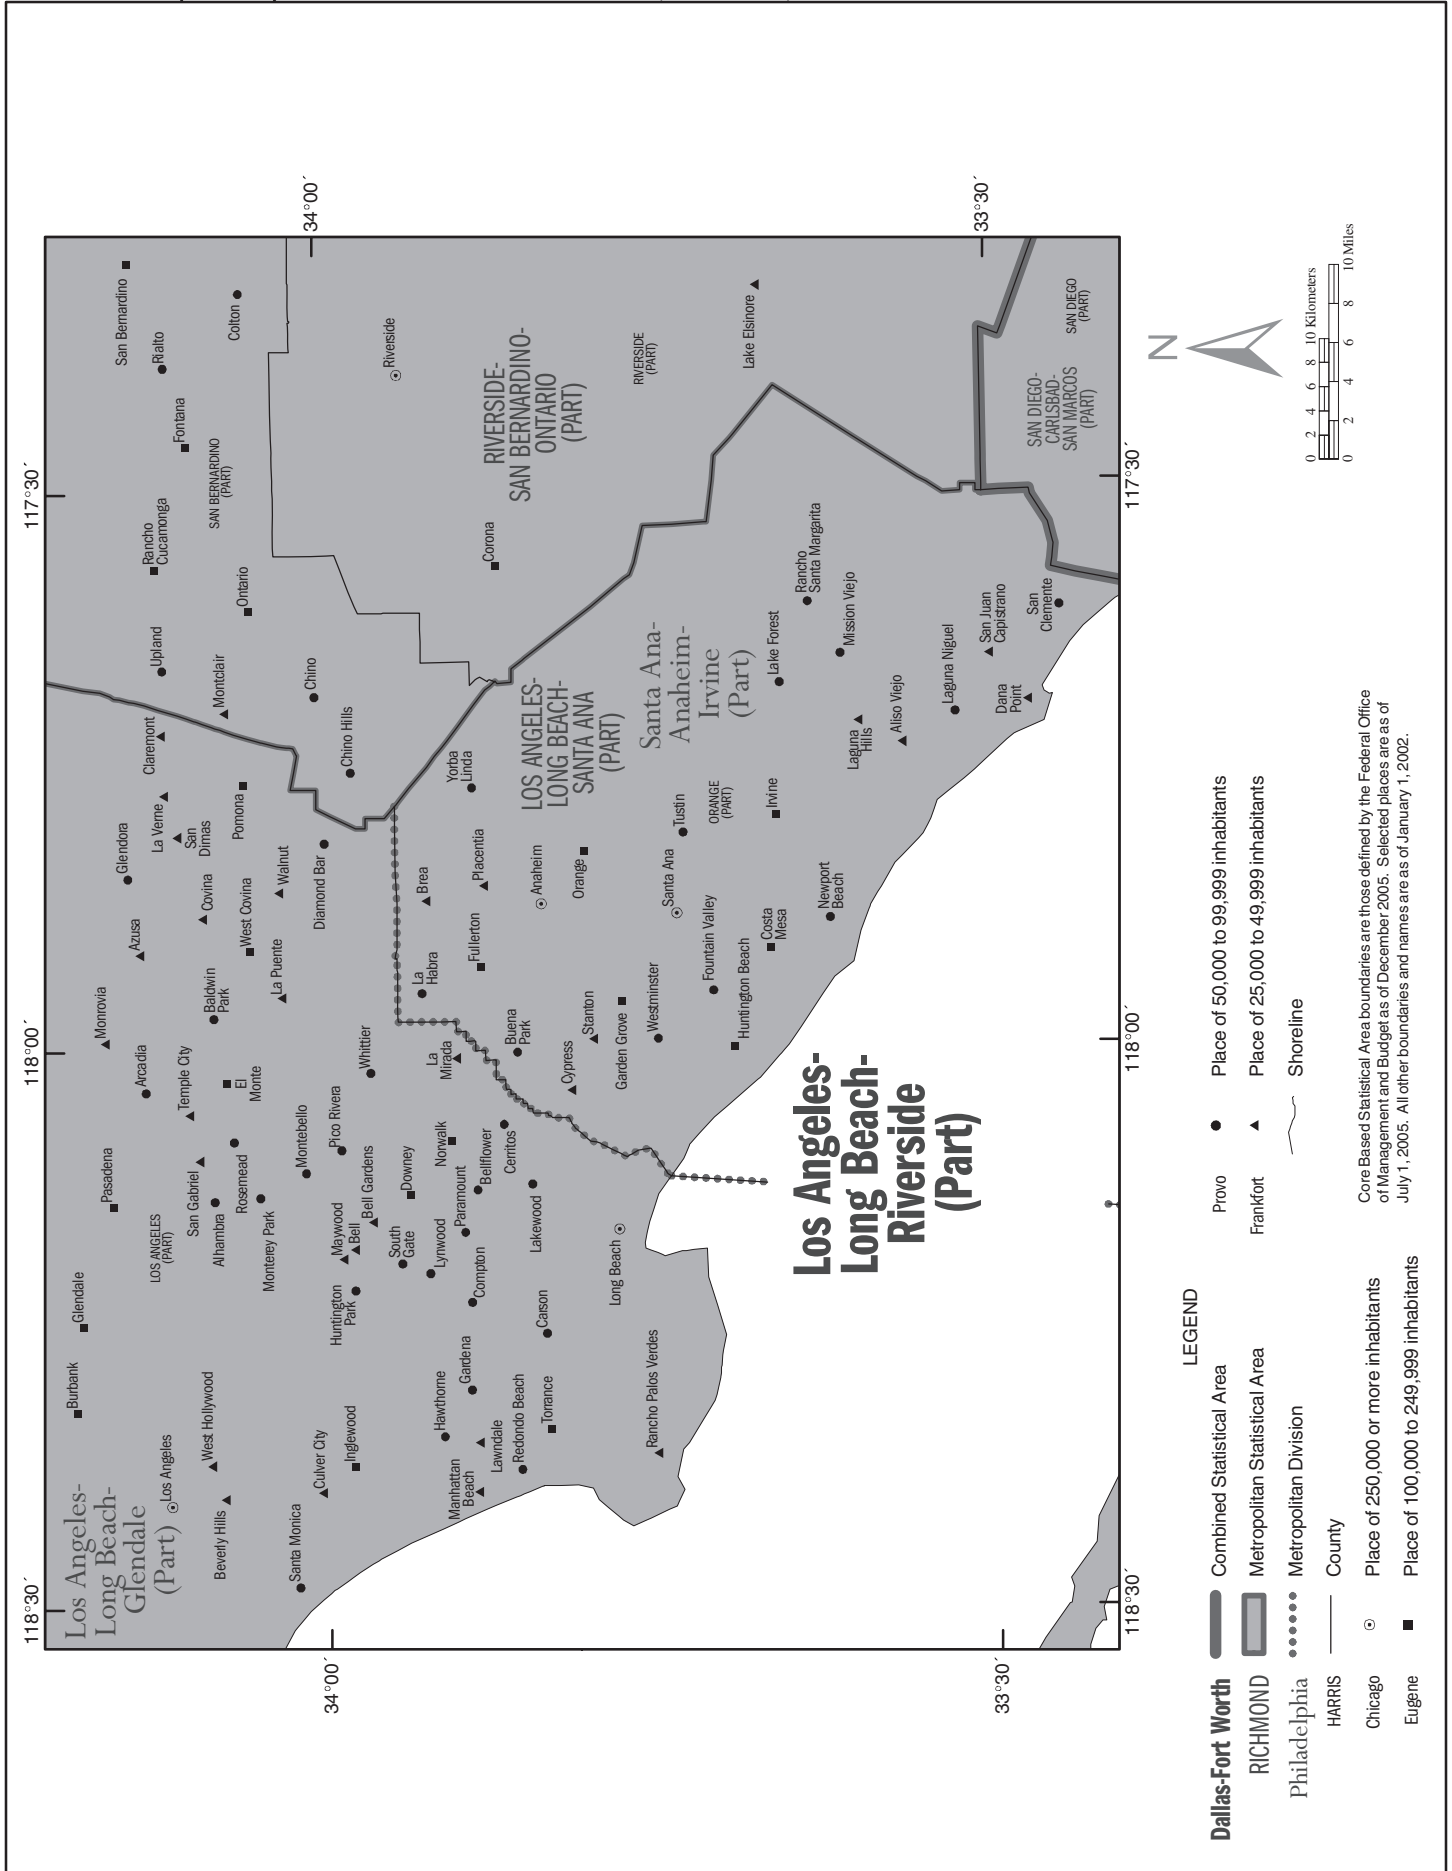 118°30´
118°00´
117°30´
34°00´
33°30´
34°00´
33°30´
118°30´
118°00´
117°30´
Los Angeles-
Long Beach-
Glendale
(Part)
Burbank
Glendale
Pasadena
Monrovia
Arcadia
Azusa
Glendora
La Verne
San
Dimas
Claremont
Upland
Rancho
Cucamonga
Fontana
Rialto
San Bernardino
Colton
SAN BERNARDINO
(PART)
LOS ANGELES
(PART)
Los Angeles
West Hollywood
Beverly Hills
San Gabriel
Alhambra
Temple City
Rosemead
El
Monte
Baldwin
Park
Covina
West Covina
Pomona
Montclair
Ontario
Monterey Park
Montebello
La Puente
Walnut
Diamond Bar
Chino
Chino Hills
Santa Monica
Culver City
Inglewood
Huntington
Park
Maywood
Bell
Bell Gardens
Pico Rivera
Whittier
Riverside
South
Gate
Downey
Lynwood
Hawthorne
Gardena
Compton
Paramount
Norwalk
Bellflower
La
Mirada
La
Habra
Brea
Fullerton
Placentia
Yorba
Linda
Corona
RIVERSIDE-
SAN BERNARDINO-
ONTARIO
(PART)
Manhattan
Beach
Lawndale
Redondo Beach
Torrance
Carson
Lakewood
Cerritos
Buena
Park
Anaheim
Orange
LOS ANGELES-
LONG BEACH-
SANTA ANA
(PART)
Cypress
Stanton
Garden Grove
Long Beach
Rancho Palos Verdes
Westminster
Santa Ana
Tustin
Santa Ana-
Anaheim-
Irvine
(Part)
RIVERSIDE
(PART)
Fountain Valley
ORANGE
(PART)
Huntington Beach
Costa
Mesa
Irvine
Lake Forest
Rancho
Santa Margarita
Lake Elsinore
Newport
Beach
Mission Viejo
Laguna
Hills
Aliso Viejo
Laguna Niguel
San Juan
Capistrano
Dana
Point
San
Clemente
SAN DIEGO-
CARLSBAD-
SAN MARCOS
(PART)
SAN DIEGO
(PART)
Los Angeles-
Long Beach-
Riverside
(Part)
N
0 2 4 6 8 10 Kilometers
0 2 4 6 8 10 Miles
LEGEND
Dallas-Fort Worth Combined Statistical Area
RICHMOND Metropolitan Statistical Area
Philadelphia Metropolitan Division
HARRIS County
Chicago Place of 250,000 or more inhabitants
Eugene Place of 100,000 to 249,999 inhabitants
Provo Place of 50,000 to 99,999 inhabitants
Frankfort Place of 25,000 to 49,999 inhabitants
Shoreline
Core Based Statistical Area boundaries are those defined by the Federal Office
of Management and Budget as of December 2005. Selected places are as of
July 1, 2005. All other boundaries and names are as of January 1, 2002.